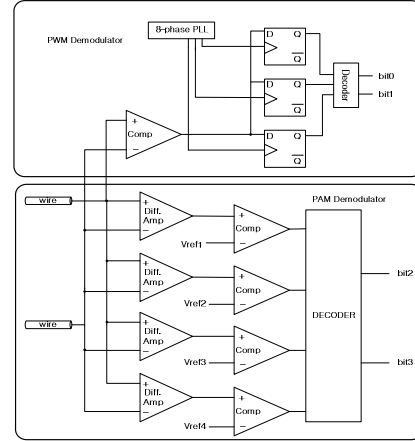 PWM Demodulator
8-phase PLL
D Q
Q
D Q
Q
D Q
Q
Decoder
bit0
bit1
+
Comp
−
wire
wire
PAM Demodulator
+
Diff.
Amp
−
+
Comp
−
Vref1
+
Diff.
Amp
−
+
Comp
−
Vref2
+
Diff.
Amp
−
+
Comp
−
Vref3
+
Diff.
Amp
−
+
Comp
−
Vref4
DECODER
bit2
bit3